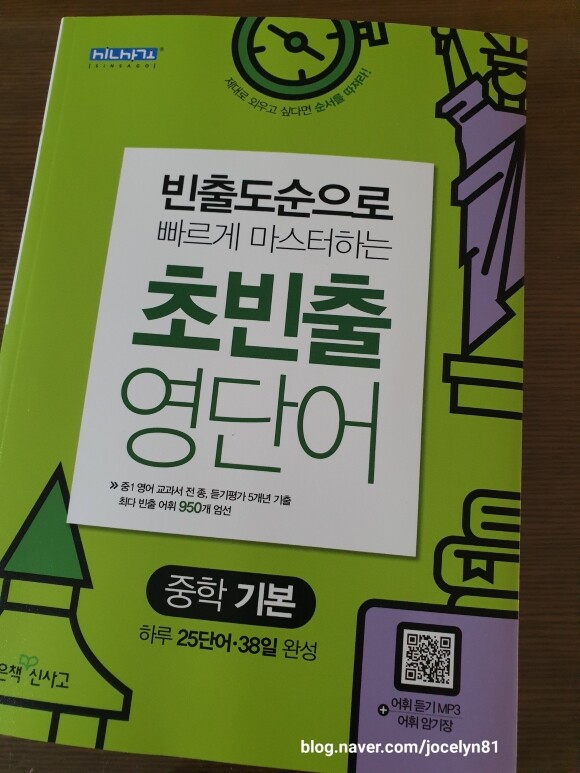 시나사고
SINSAGO
제대로 외우고 싶다면 순서를 따져라!
빈출도순으로
빠르게 마스터하는
초빈출
영단어
» 중1 영어 교과서 전 종, 듣기평가 5개년 기출
최다 빈출 어휘 950개 엄선
중학 기본
하루 25단어·38일 완성
은책 신사고
+ 어휘 듣기 MP3
어휘 암기장
blog.naver.com/jocelyn81